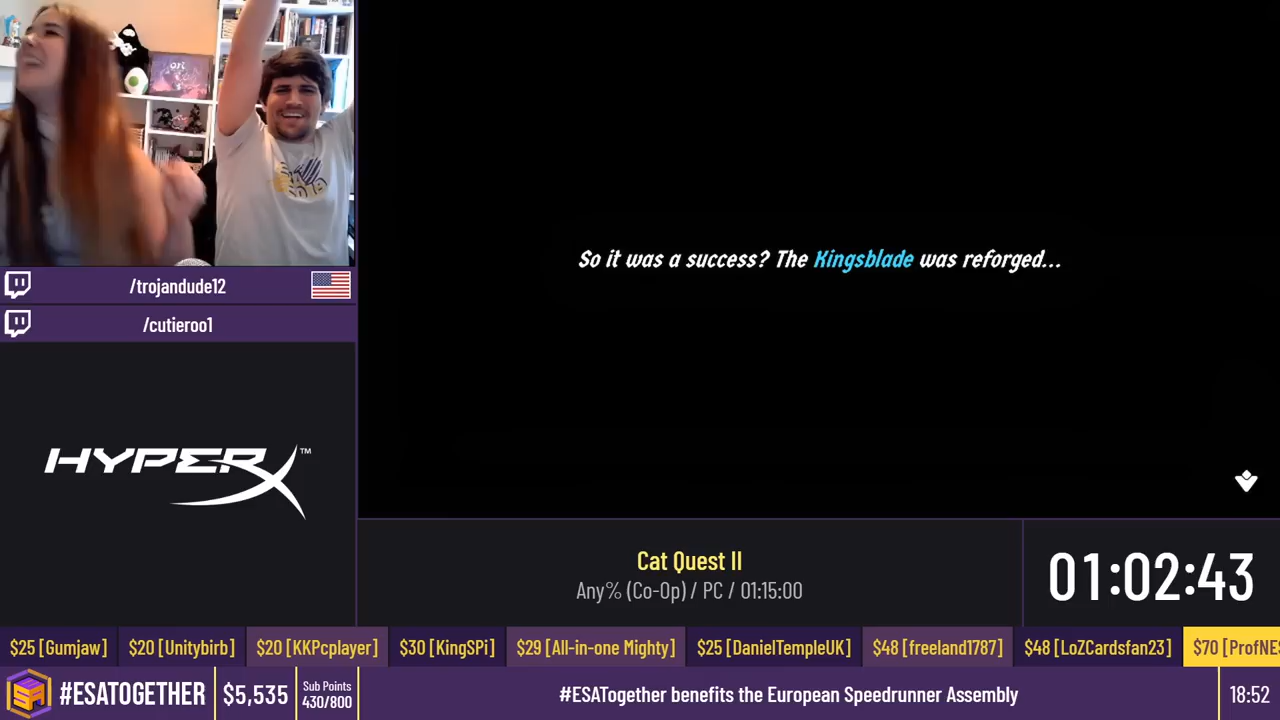 So it was a success? The Kingsblade was reforged...
/trojandude12
/cutieroo1
HYPERX™
Cat Quest II
Any% (Co-Op) / PC / 01:15:00
01:02:43
$25 [Gumjaw]
$20 [Unitybirb]
$20 [KKPcplayer]
$30 [KingSPi]
$29 [All-in-one Mighty]
$25 [DanielTempleUK]
$48 [freeland1787]
$48 [LoZCardsfan23]
$70 [ProfNES
#ESATOGETHER
$5,535
Sub Points
430/800
#ESATogether benefits the European Speedrunner Assembly
18:52